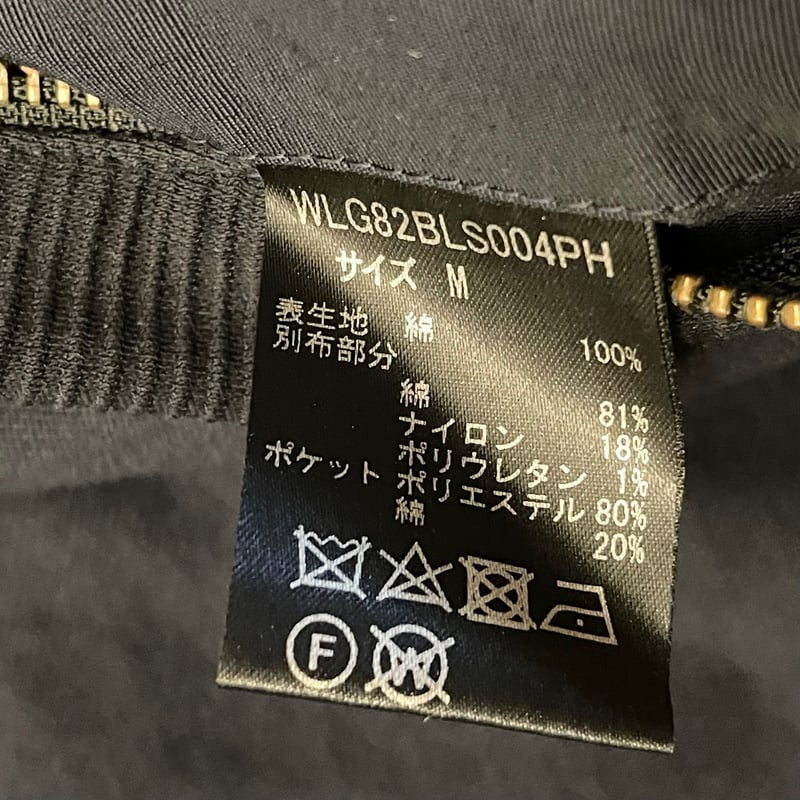 WLG82BLS004PH
サイズ M
表生地 綿 100%
別布部分
綿 81%
ナイロン 18%
ポリウレタン 1%
ポケット ポリエステル 80%
綿 20%
F W